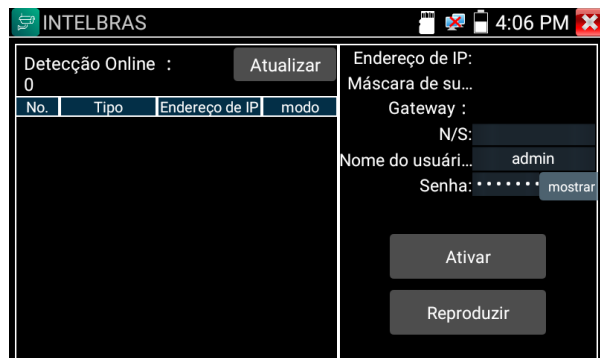 INTELBRAS
4:06 PM
Detecção Online :
0
Atualizar
No. Tipo Endereço de IP modo
Endereço de IP:
Máscara de su...
Gateway :
N/S:
Nome do usuári... admin
Senha: ••••••• mostrar
Ativar
Reproduzir